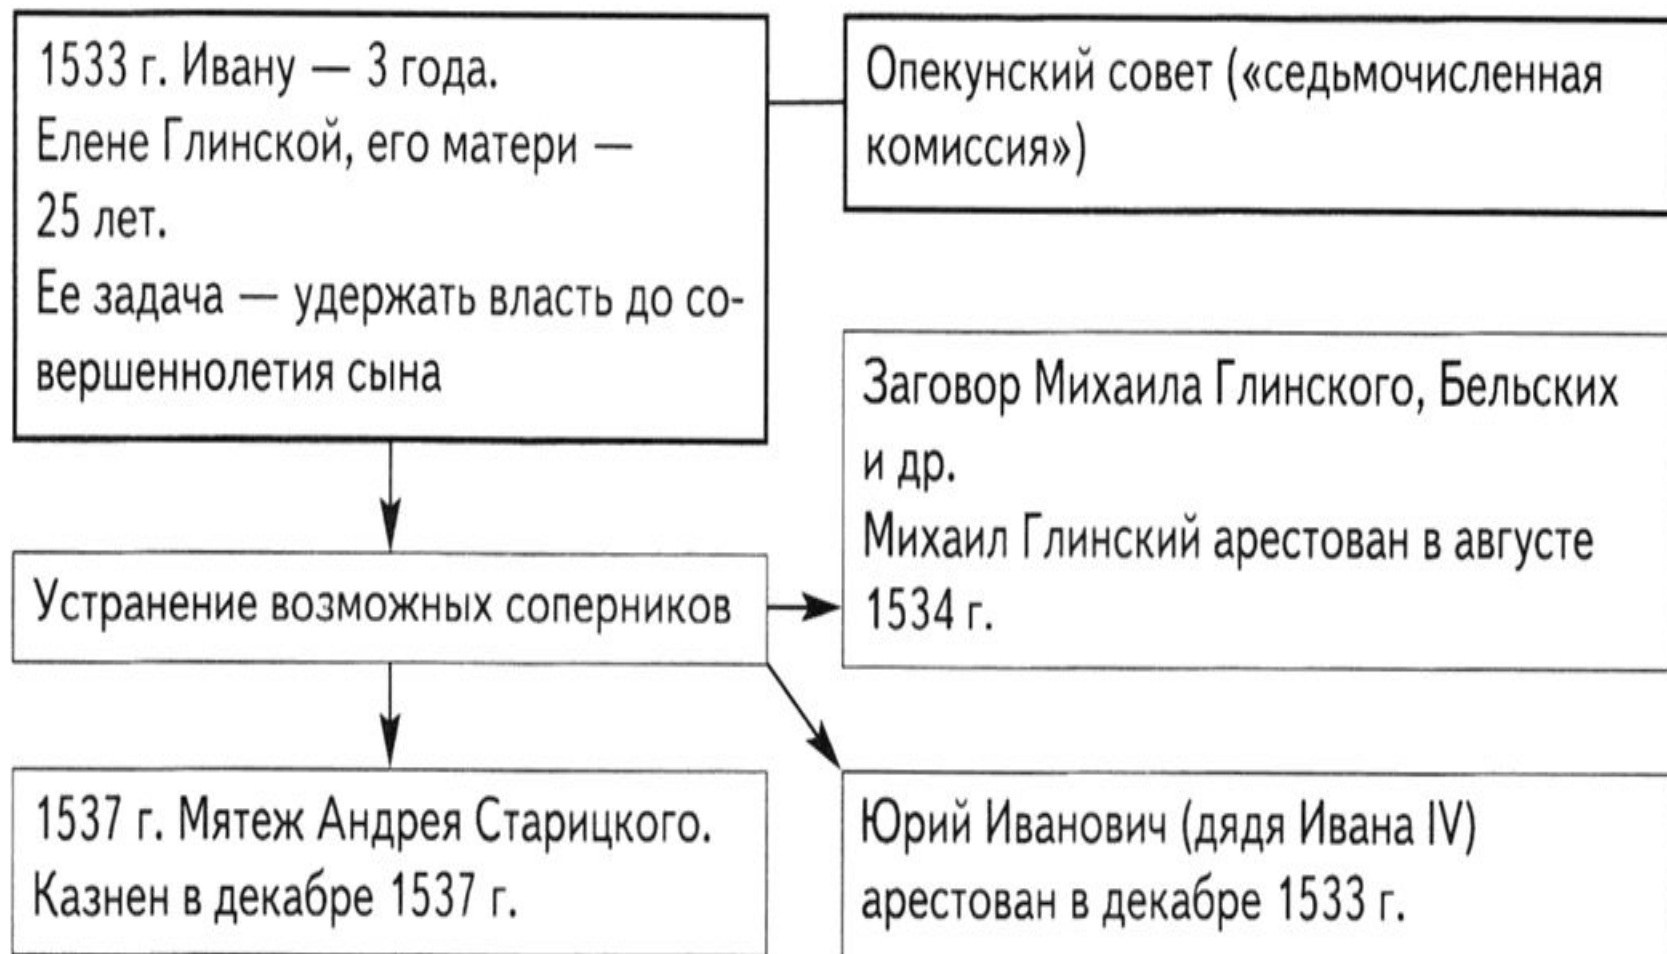 1533 г. Ивану — 3 года.
Елене Глинской, его матери —
25 лет.
Ее задача — удержать власть до со-
вершеннолетия сына
Опекунский совет («седьмочисленная
комиссия»)
Заговор Михаила Глинского, Бельских
и др.
Михаил Глинский арестован в августе
1534 г.
Устранение возможных соперников
1537 г. Мятеж Андрея Старицкого.
Казнен в декабре 1537 г.
Юрий Иванович (дядя Ивана IV)
арестован в декабре 1533 г.